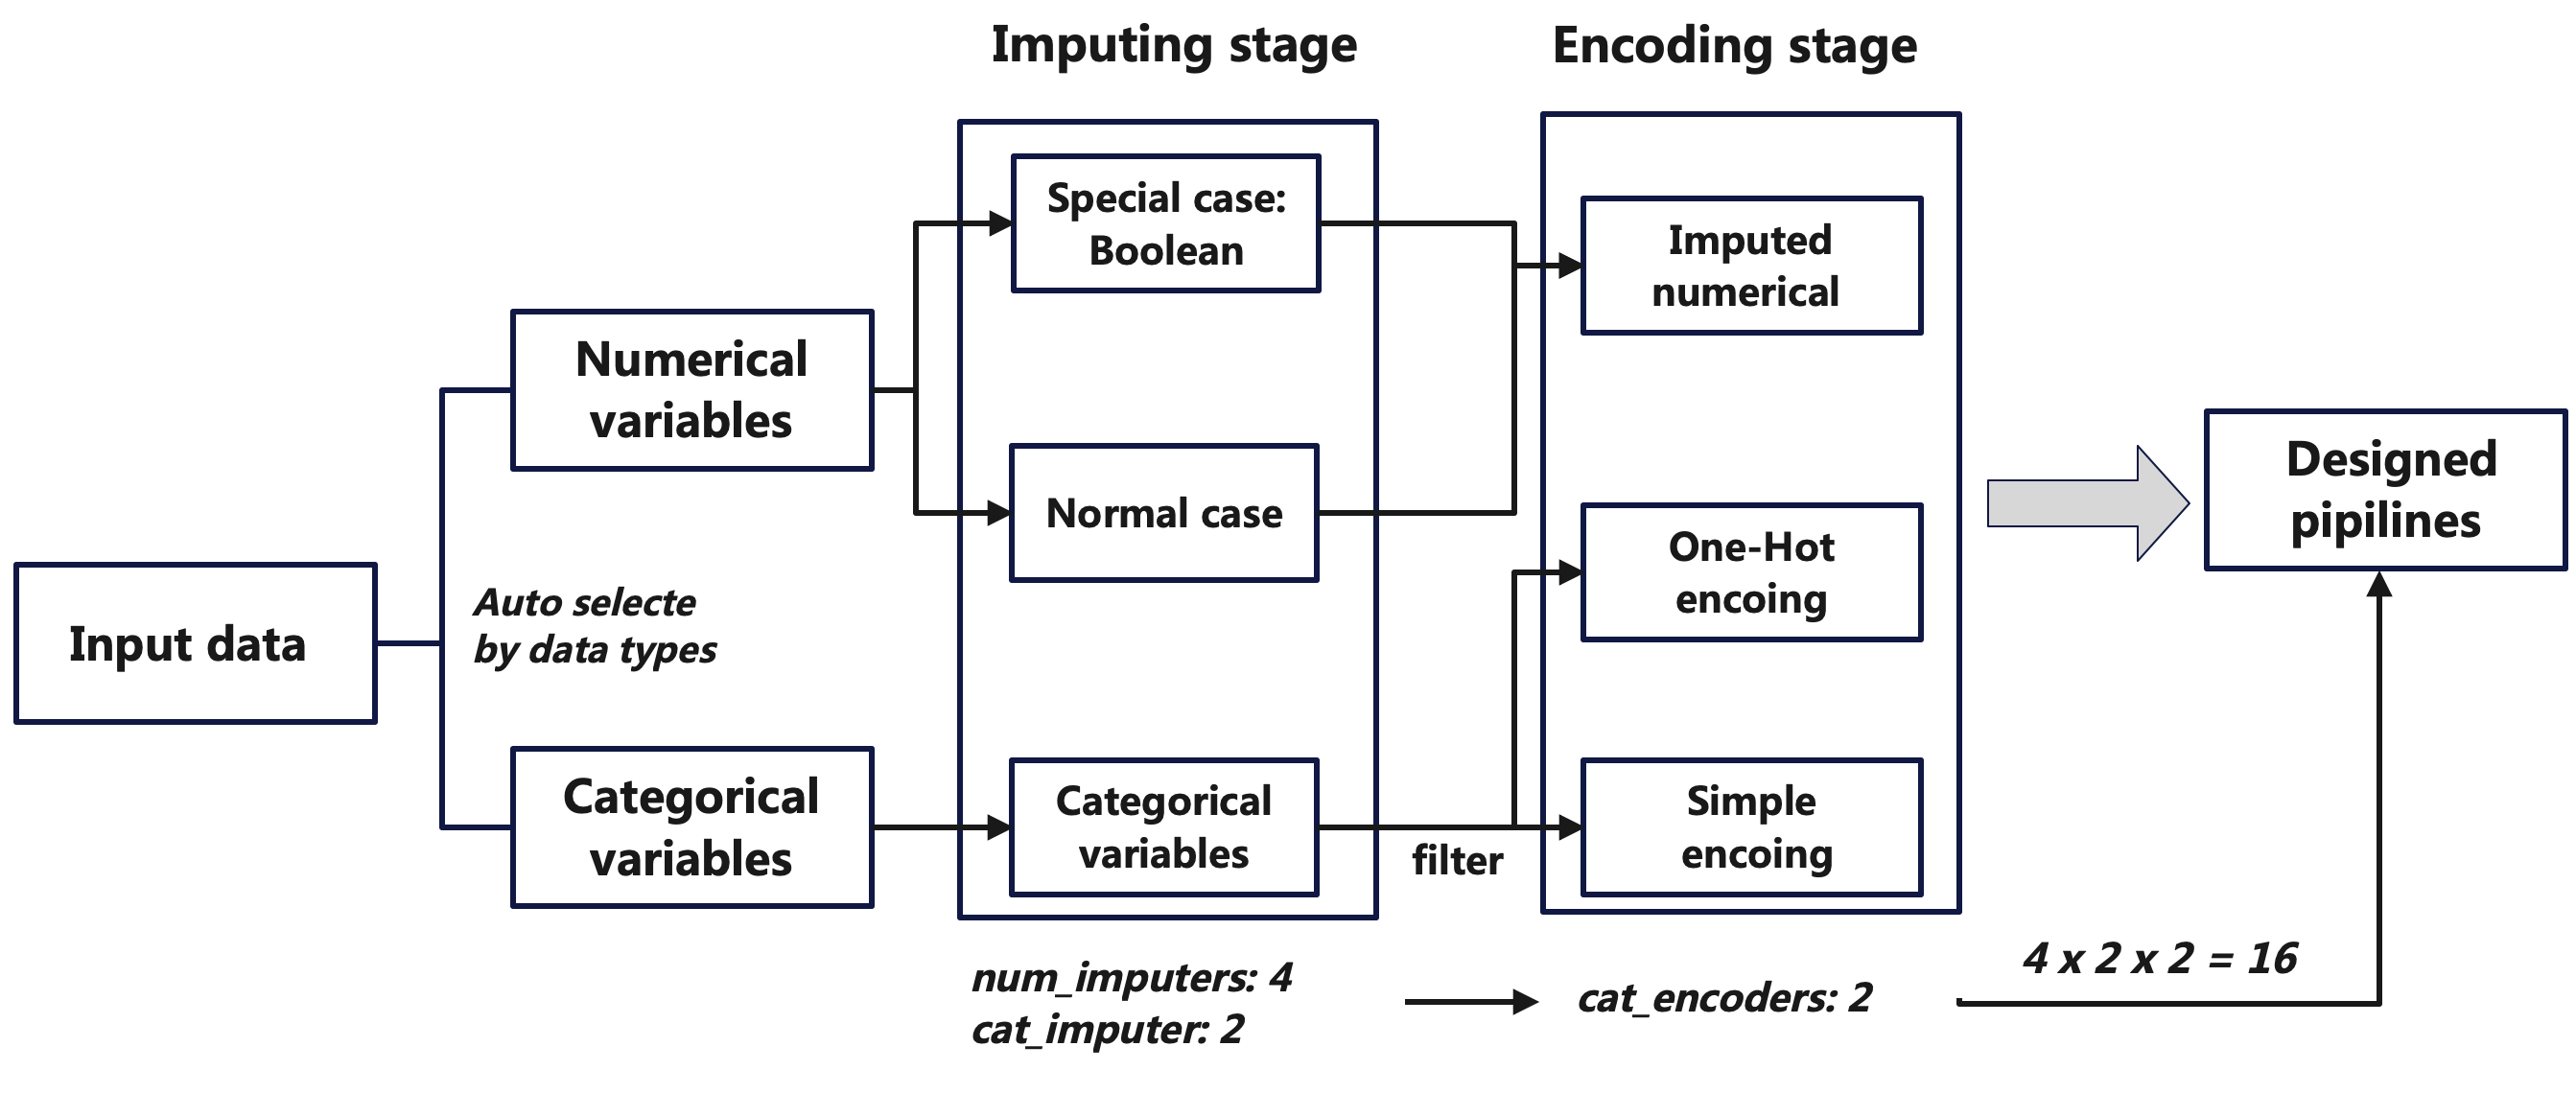 Imputing stage
Encoding stage
Special case:
Boolean
Imputed
numerical
Numerical
variables
Normal case
Designed
pipilines
One-Hot
encoing
Input data
Auto selecte
by data types
Categorical
variables
Categorical
variables
filter
Simple
encoing
num_imputers: 4
cat_imputer: 2
cat_encoders: 2
4 x 2 x 2 = 16